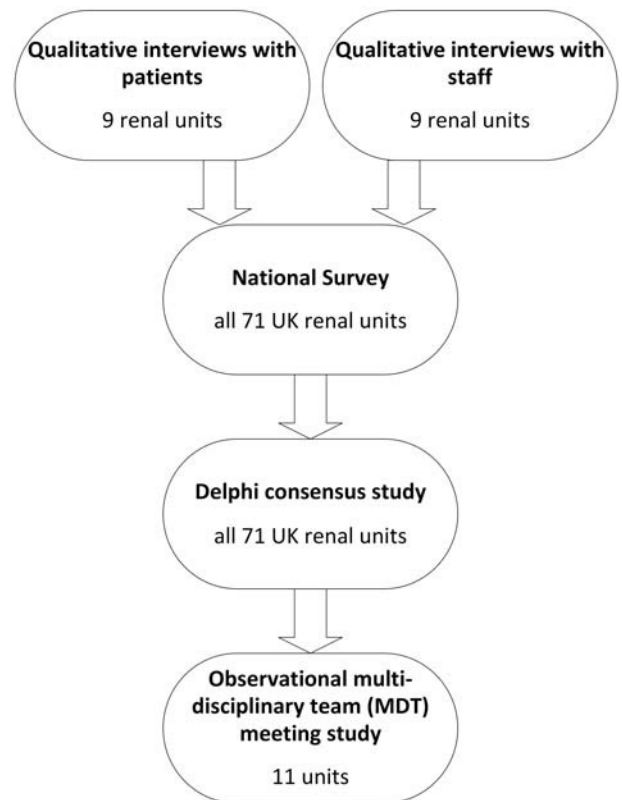 Qualitative interviews with
patients
9 renal units
Qualitative interviews with
staff
9 renal units
National Survey
all 71 UK renal units
Delphi consensus study
all 71 UK renal units
Observational multi-
disciplinary team (MDT)
meeting study
11 units